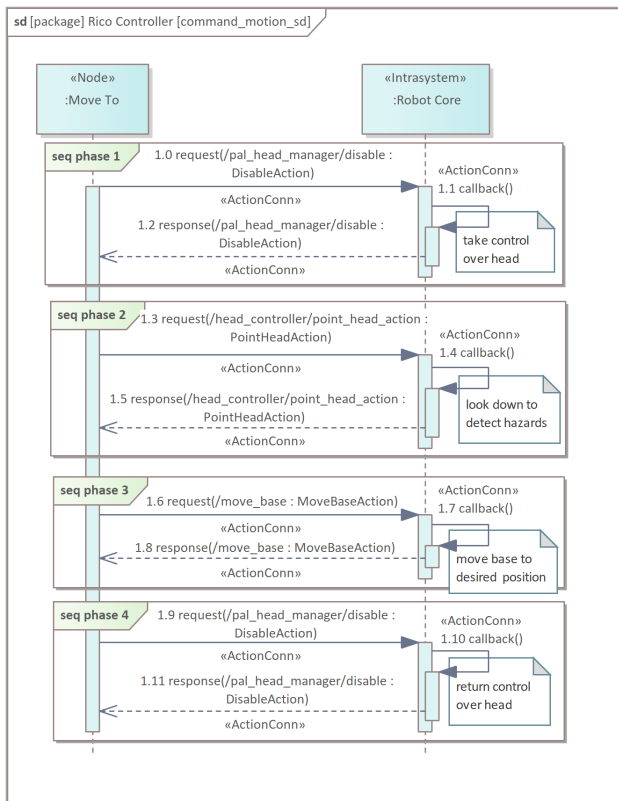 sd [package] Rico Controller [command_motion_sd]
«Node»
:Move To
«Intrasystem»
:Robot Core
seq phase 1
1.0 request(/pal_head_manager/disable :
DisableAction)
«ActionConn»
«ActionConn»
1.1 callback()
1.2 response(/pal_head_manager/disable :
DisableAction)
«ActionConn»
take control
over head
seq phase 2
1.3 request(/head_controller/point_head_action :
PointHeadAction)
«ActionConn»
«ActionConn»
1.4 callback()
1.5 response(/head_controller/point_head_action :
PointHeadAction)
«ActionConn»
look down to
detect hazards
seq phase 3
1.6 request(/move_base : MoveBaseAction)
«ActionConn»
«ActionConn»
1.7 callback()
1.8 response(/move_base : MoveBaseAction)
«ActionConn»
move base to
desired position
seq phase 4
1.9 request(/pal_head_manager/disable :
DisableAction)
«ActionConn»
«ActionConn»
1.10 callback()
1.11 response(/pal_head_manager/disable :
DisableAction)
«ActionConn»
return control
over head